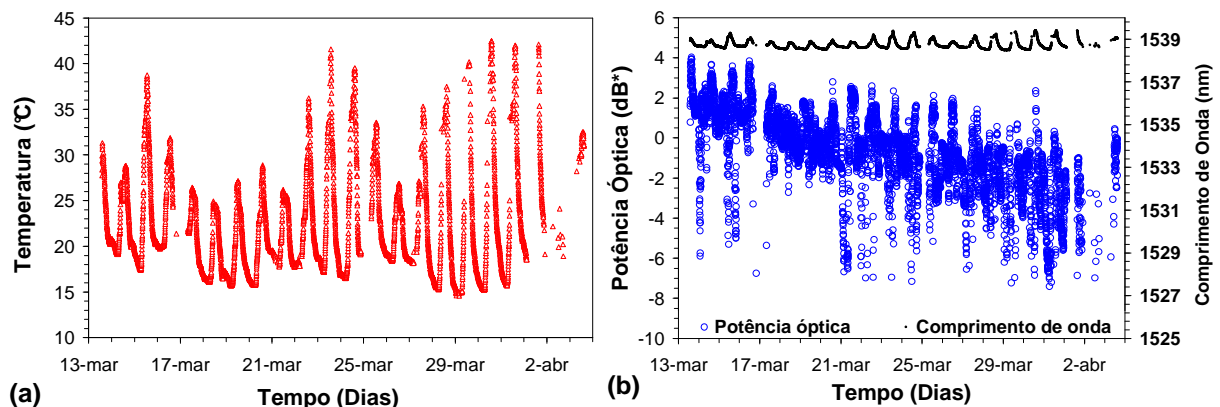 45
40
35
30
25
20
15
10
Temperatura (°C)
13-mar 17-mar 21-mar 25-mar 29-mar 2-abr
Tempo (Dias)
(a)
6
4
2
0
-2
-4
-6
-8
-10
Potência Óptica (dB*)
1539
1537
1535
1533
1531
1529
1527
1525
Comprimento de Onda (nm)
Potência óptica
Comprimento de onda
13-mar 17-mar 21-mar 25-mar 29-mar 2-abr
Tempo (Dias)
(b)